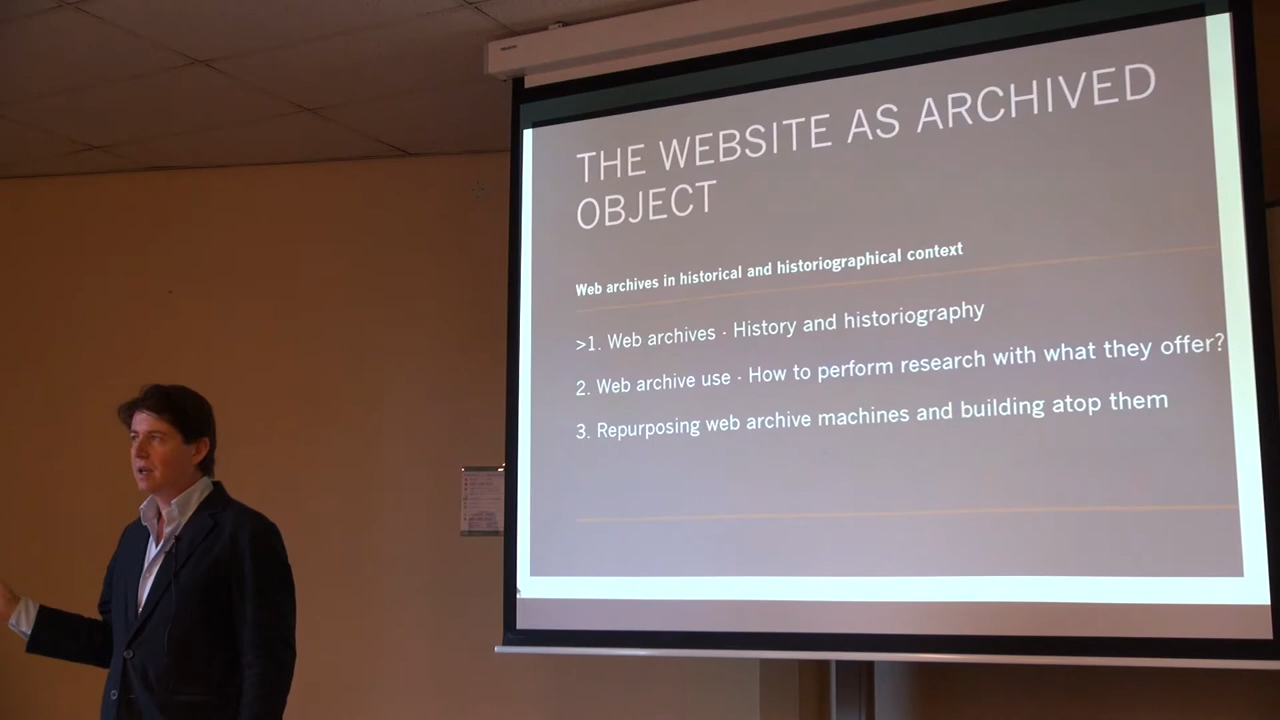 THE WEBSITE AS ARCHIVED
OBJECT
Web archives in historical and historiographical context
>1. Web archives - History and historiography
2. Web archive use - How to perform research with what they offer?
3. Repurposing web archive machines and building atop them